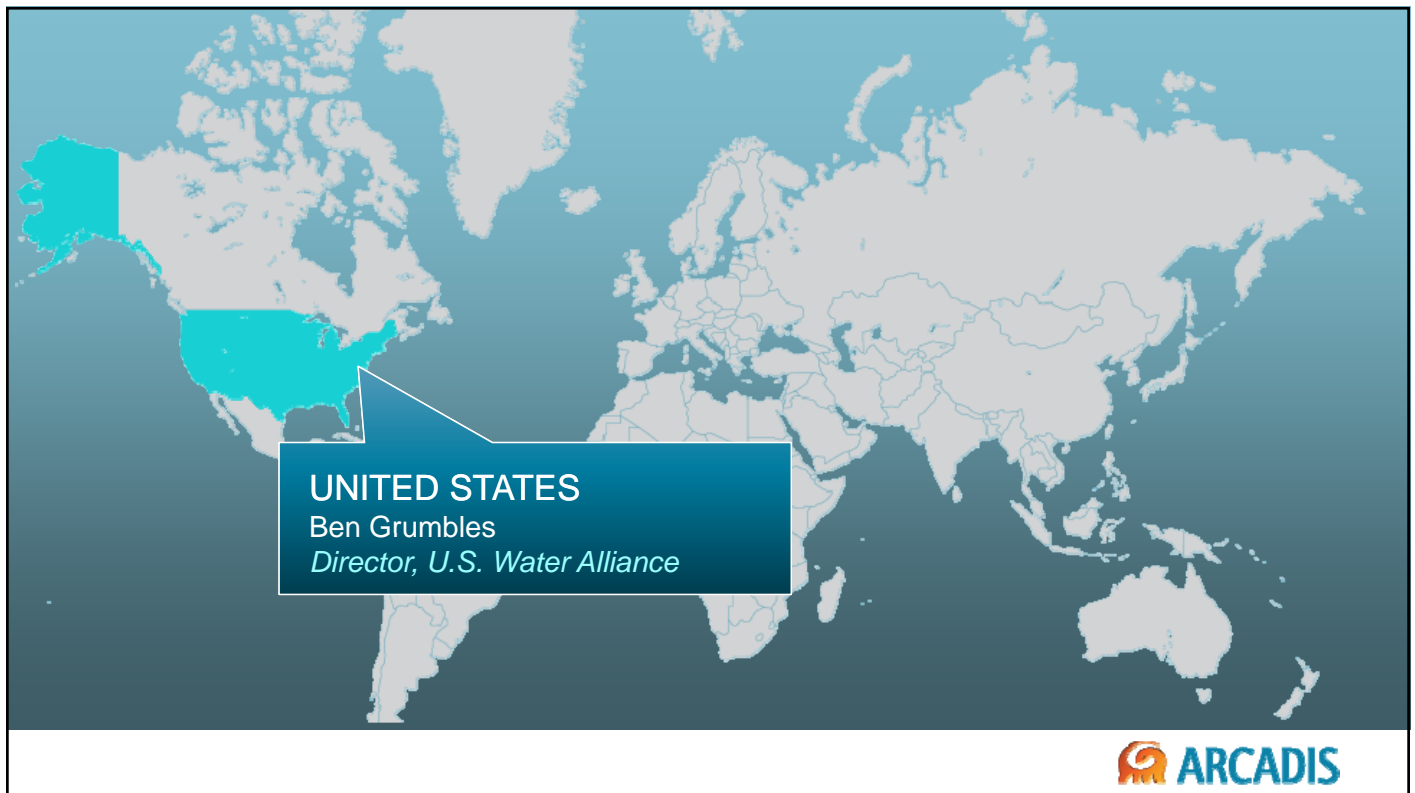 UNITED STATES
Ben Grumbles
Director, U.S. Water Alliance
ARCADIS